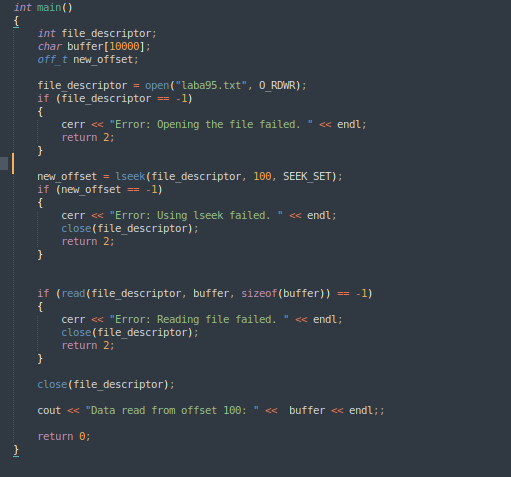 int main()
{
int file_descriptor;
char buffer[10000];
off_t new_offset;
file_descriptor = open("laba95.txt", O_RDWR);
if (file_descriptor == -1)
{
cerr << "Error: Opening the file failed. " << endl;
return 2;
}
new_offset = lseek(file_descriptor, 100, SEEK_SET);
if (new_offset == -1)
{
cerr << "Error: Using lseek failed. " << endl;
close(file_descriptor);
return 2;
}
if (read(file_descriptor, buffer, sizeof(buffer)) == -1)
{
cerr << "Error: Reading file failed. " << endl;
close(file_descriptor);
return 2;
}
close(file_descriptor);
cout << "Data read from offset 100: " <<  buffer << endl;;
return 0;
}